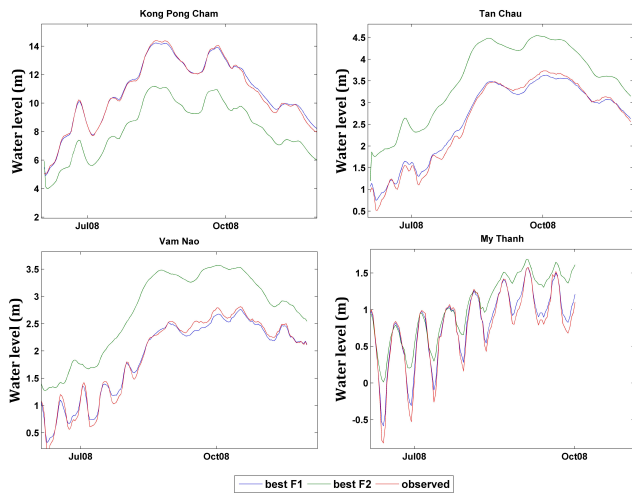 Kong Pong Cham
Water level (m)
14
12
10
8
6
4
2
Jul08
Oct08
Tan Chau
Water level (m)
4.5
4
3.5
3
2.5
2
1.5
1
0.5
Jul08
Oct08
Vam Nao
Water level (m)
3.5
3
2.5
2
1.5
1
0.5
Jul08
Oct08
My Thanh
Water level (m)
1.5
1
0.5
0
-0.5
Jul08
Oct08
best F1 best F2 observed